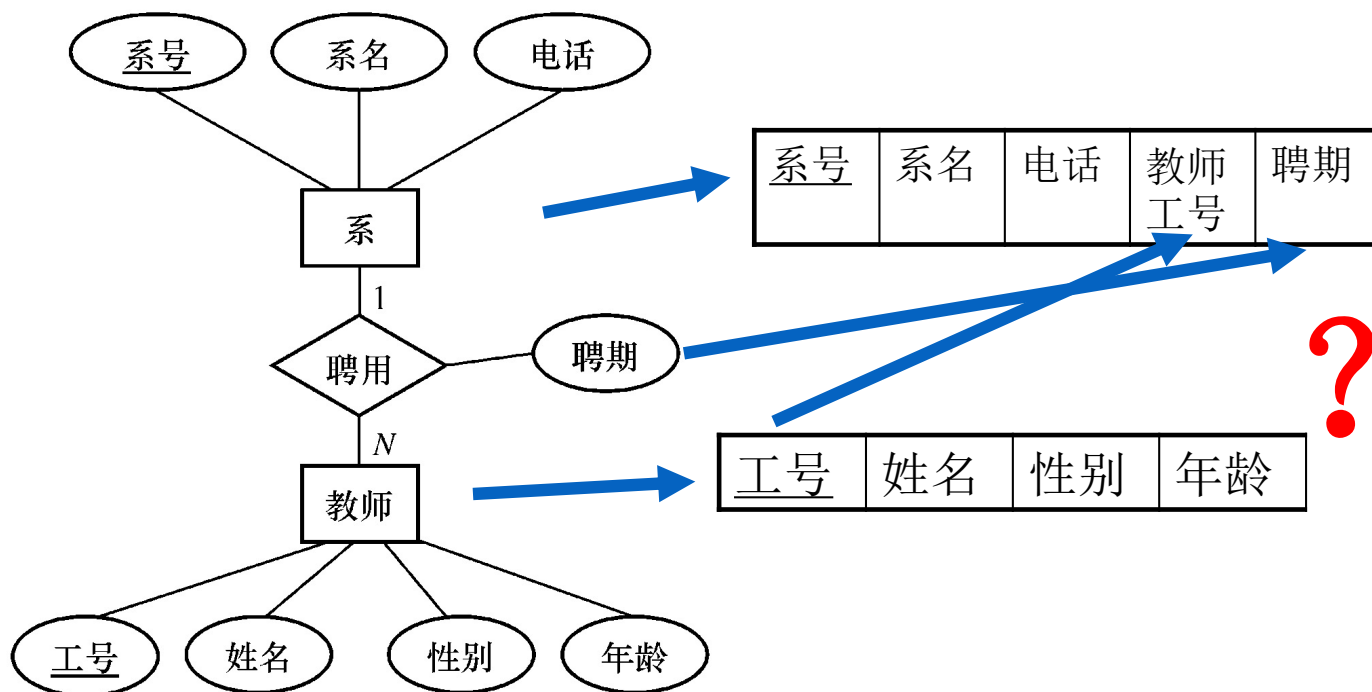 系号
系名
电话
系
1
聘用
聘期
N
教师
工号
姓名
性别
年龄
系号
系名
电话
教师
工号
聘期
?
工号
姓名
性别
年龄